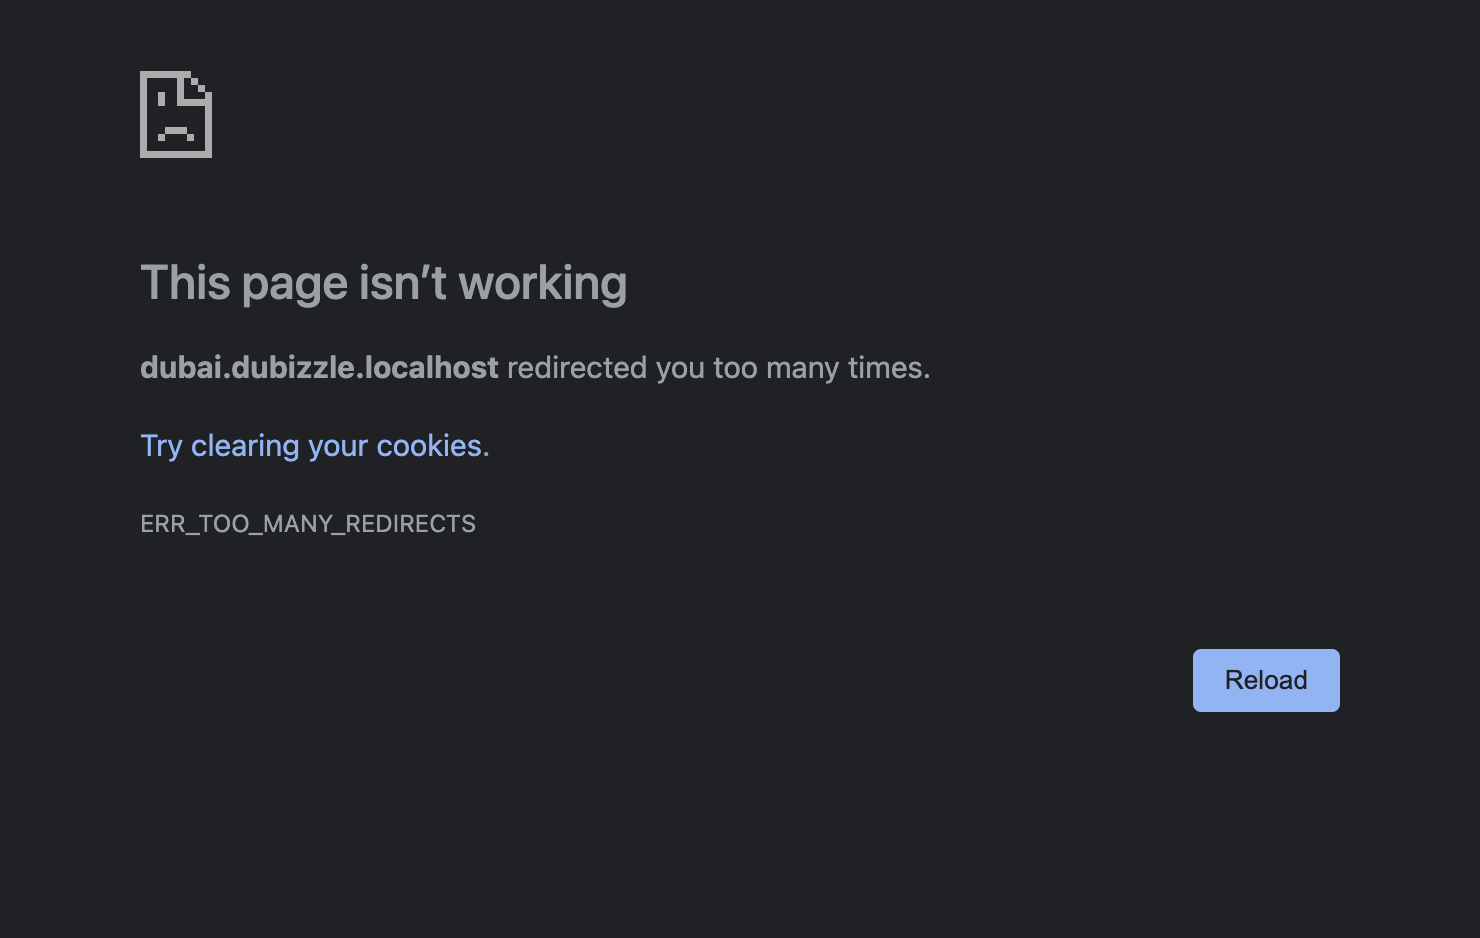 This page isn’t working
dubai.dubizzle.localhost redirected you too many times.
Try clearing your cookies.
ERR_TOO_MANY_REDIRECTS
Reload